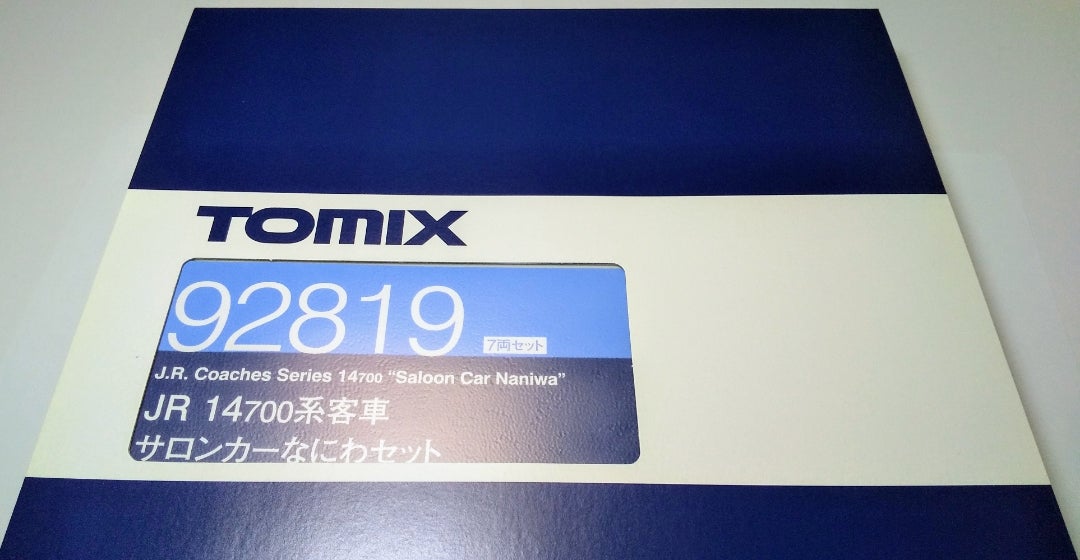 TOMIX
92819 7両セット
J.R. Coaches Series 14700 “Saloon Car Naniwa”
JR 14700系客車
サロンカーなにわセット